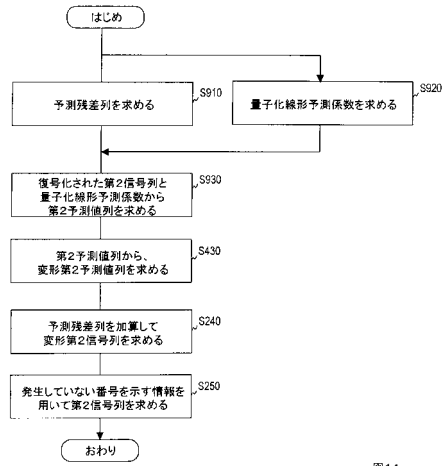 はじめ
S910
予測残差列を求める
S920
量子化線形予測係数を求める
S930
復号化された第2信号列と
量子化線形予測係数から
第2予測値列を求める
S430
第2予測値列から、
変形第2予測値列を求める
S240
予測残差列を加算して
変形第2信号列を求める
S250
発生していない番号を示す情報を
用いて第2信号列を求める
おわり